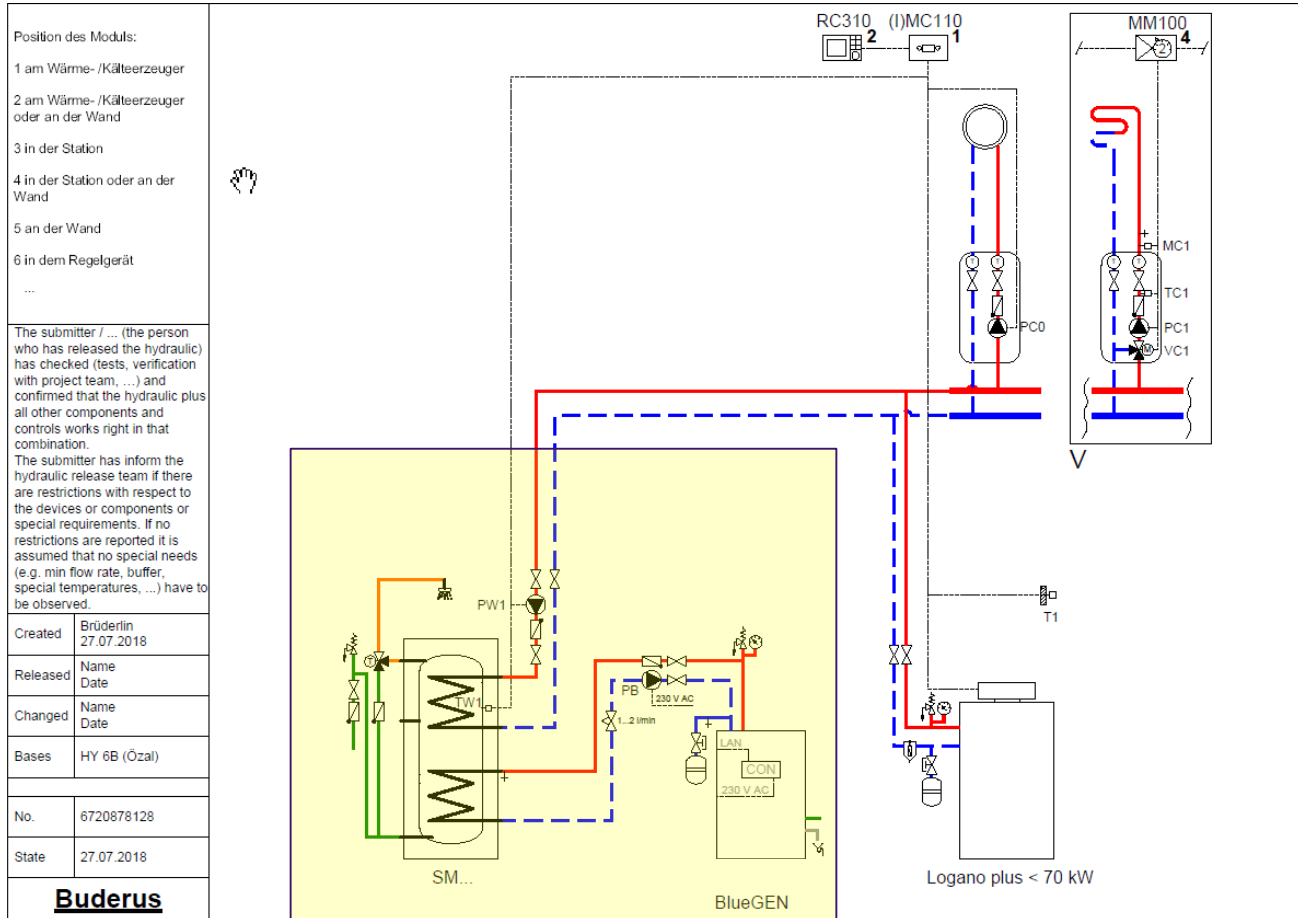 Position des Moduls:
1 am Wärme- /Kälteerzeuger
2 am Wärme- /Kälteerzeuger
oder an der Wand
3 in der Station
4 in der Station oder an der
Wand
5 an der Wand
6 in dem Regelgerät
...
The submitter / ... (the person
who has released the hydraulic)
has checked (tests, verification
with project team, ...) and
confirmed that the hydraulic plus
all other components and
controls works right in that
combination.
The submitter has inform the
hydraulic release team if there
are restrictions with respect to
the devices or components or
special requirements. If no
restrictions are reported it is
assumed that no special needs
(e.g. min flow rate, buffer,
special temperatures, ...) have to
be observed.
Created Brüderlin
27.07.2018
Released Name
Date
Changed Name
Date
Bases HY 6B (Özal)
No. 6720878128
State 27.07.2018
Buderus
RC310 (I)MC110
2 1
MM100
4
2
T T
PC0
T T
MC1
TC1
PC1
M VC1
V
T1
PW1
T
TW1
PB
230 V AC
1...2 l/min
LAN
CON
230 V AC
SM...
BlueGEN
Logano plus < 70 kW